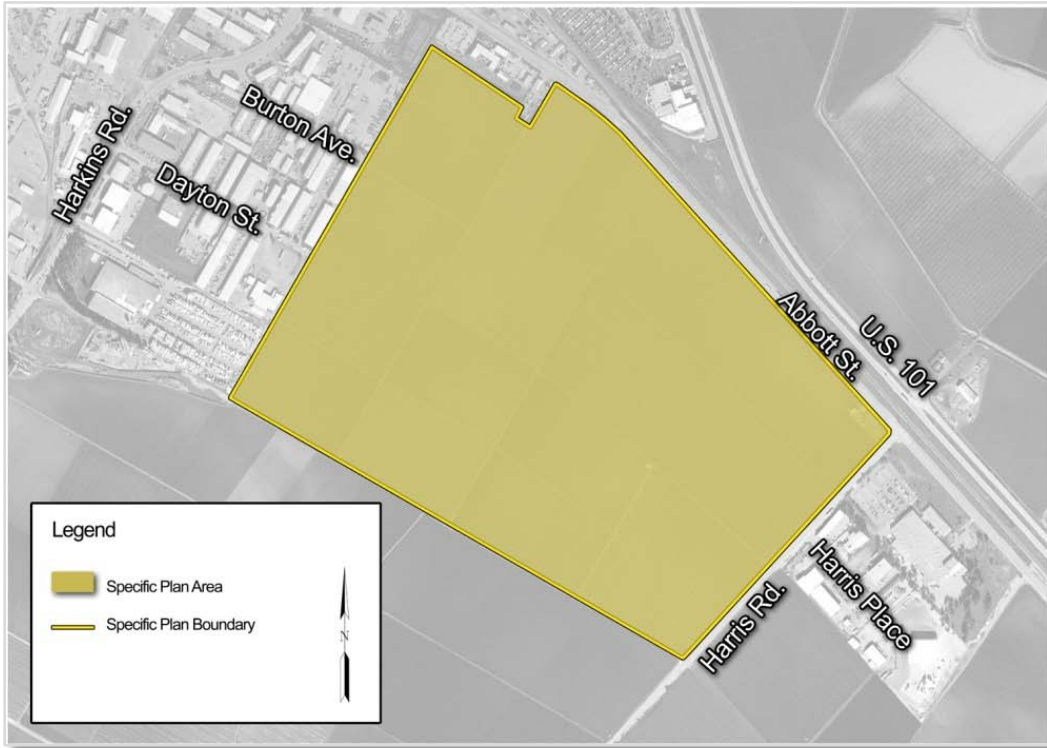 Burton Ave.
Harkins Rd.
Dayton St.
Abbott St.
U.S. 101
Harris Rd.
Harris Place
Legend
Specific Plan Area
Specific Plan Boundary
N